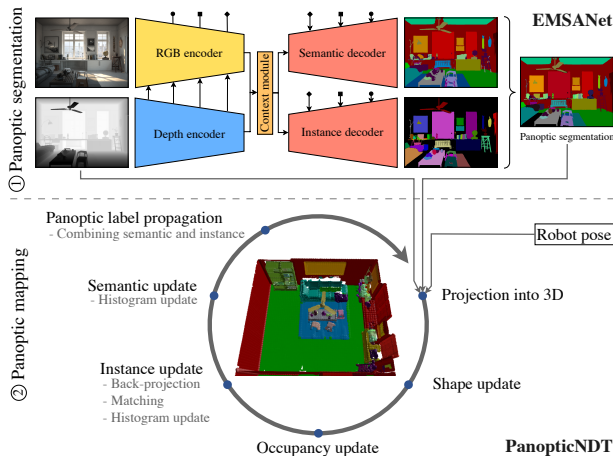 ① Panoptic segmentation
RGB encoder
Depth encoder
Context module
Semantic decoder
Instance decoder
EMSANet
Panoptic segmentation
② Panoptic mapping
Robot pose
Projection into 3D
Shape update
Occupancy update
Instance update
- Back-projection
- Matching
- Histogram update
Semantic update
- Histogram update
Panoptic label propagation
- Combining semantic and instance
PanopticNDT